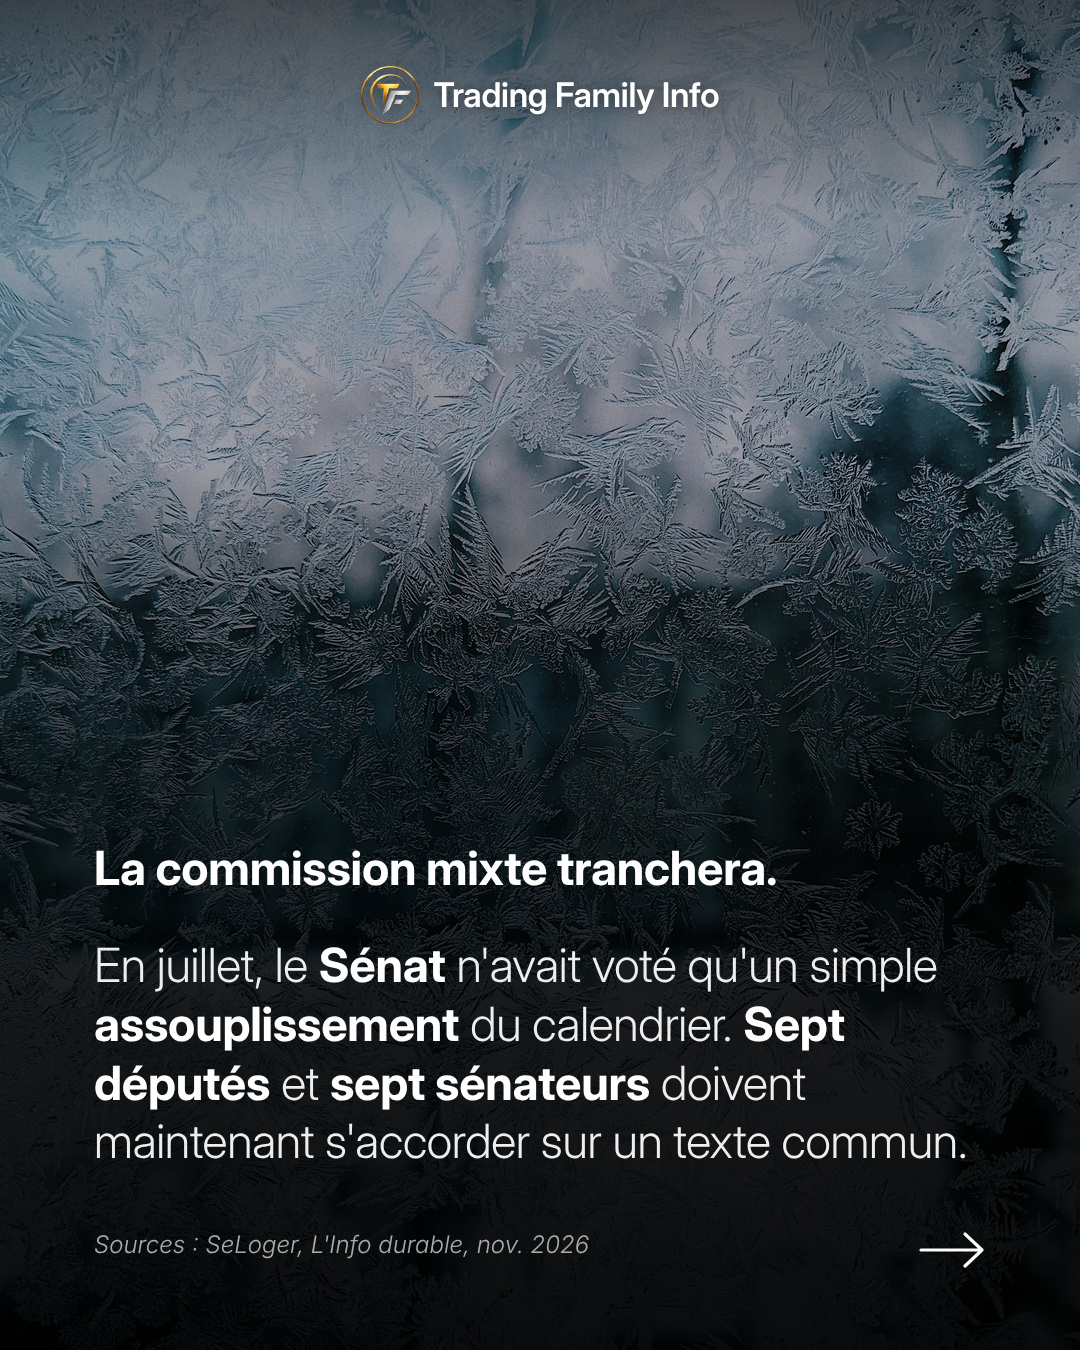 TF Trading Family Info
La commission mixte tranchera.
En juillet, le Sénat n'avait voté qu'un simple
assouplissement du calendrier. Sept
députés et sept sénateurs doivent
maintenant s'accorder sur un texte commun.
Sources : SeLoger, L'Info durable, nov. 2026